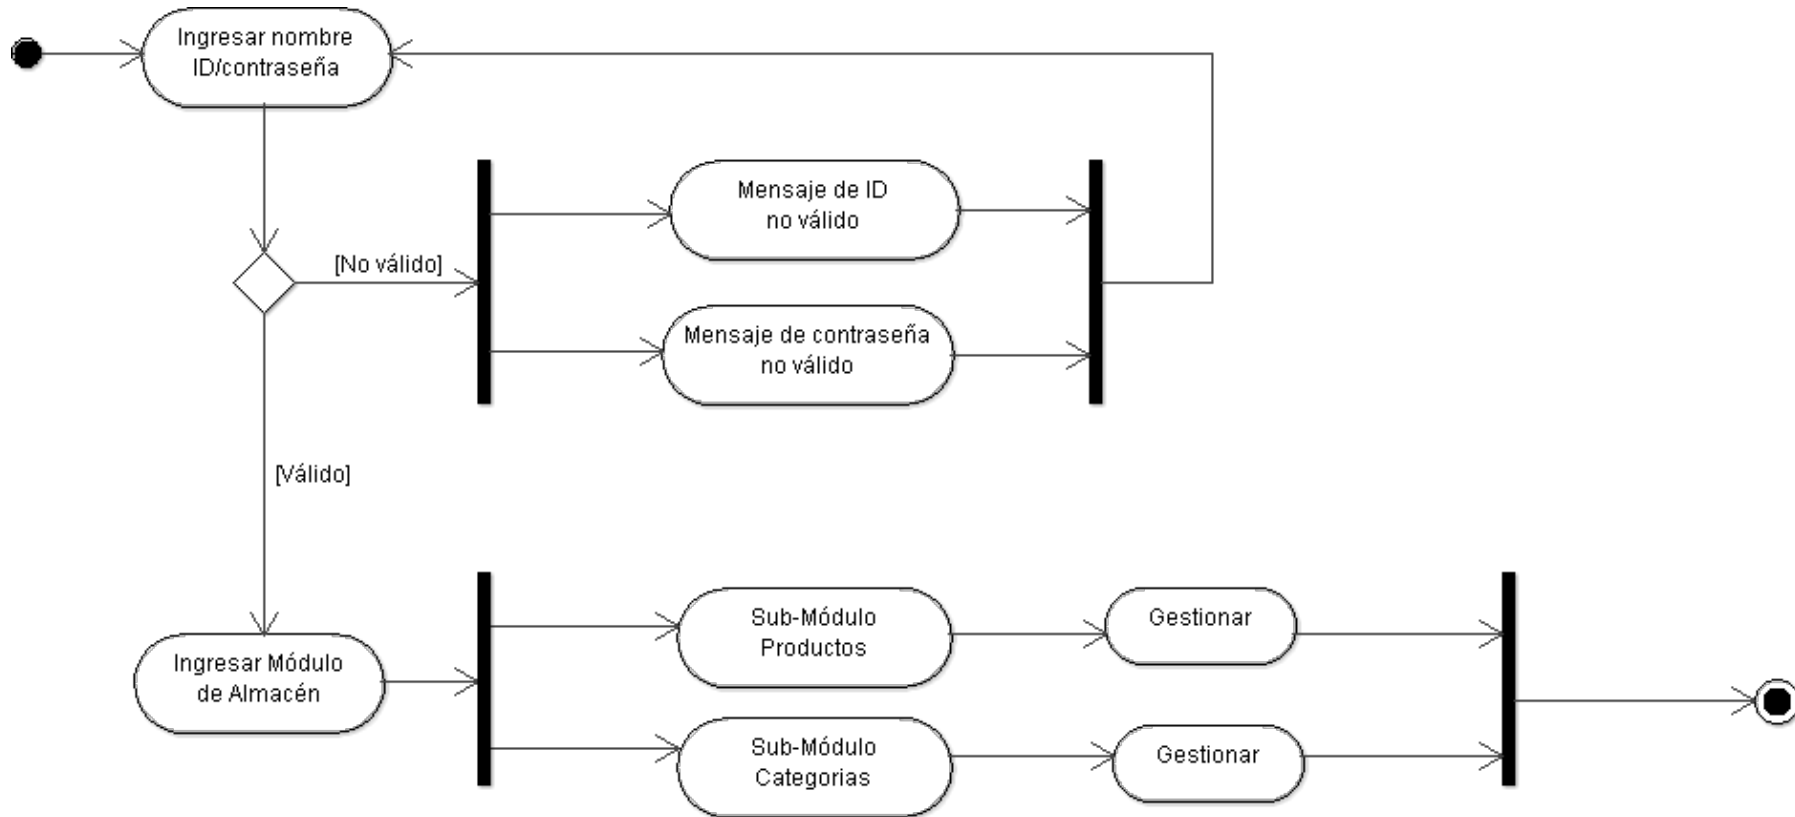 Ingresar nombre
ID/contraseña
Mensaje de ID
no válido
[No válido]
Mensaje de contraseña
no válido
[Válido]
Sub-Módulo
Productos
Gestionar
Ingresar Módulo
de Almacén
Sub-Módulo
Categorias
Gestionar